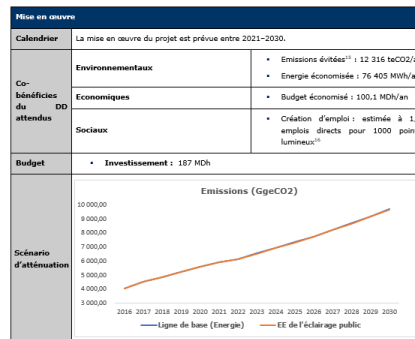 Mise en œuvre
Calendrier
La mise en œuvre du projet est prévue entre 2021–2030.
Co-
bénéficies
du DD
attendus
Environnementaux
▪ Emissions évitées¹⁵ : 12 316 teCO2/a
▪ Energie économisée : 76 405 MWh/a
Economiques
▪ Budget économisé : 100,1 MDh/an
Sociaux
▪ Création d'emploi : estimée à 1,
emplois directs pour 1000 poin
lumineux¹⁶
Budget
▪ Investissement : 187 MDh
Scénario
d'atténuation
Emissions (GgeCO2)
10 000,00
9 000,00
8 000,00
7 000,00
6 000,00
5 000,00
4 000,00
3 000,00
2016 2017 2018 2019 2020 2021 2022 2023 2024 2025 2026 2027 2028 2029 2030
Ligne de base (Energie) EE de l'éclairage public